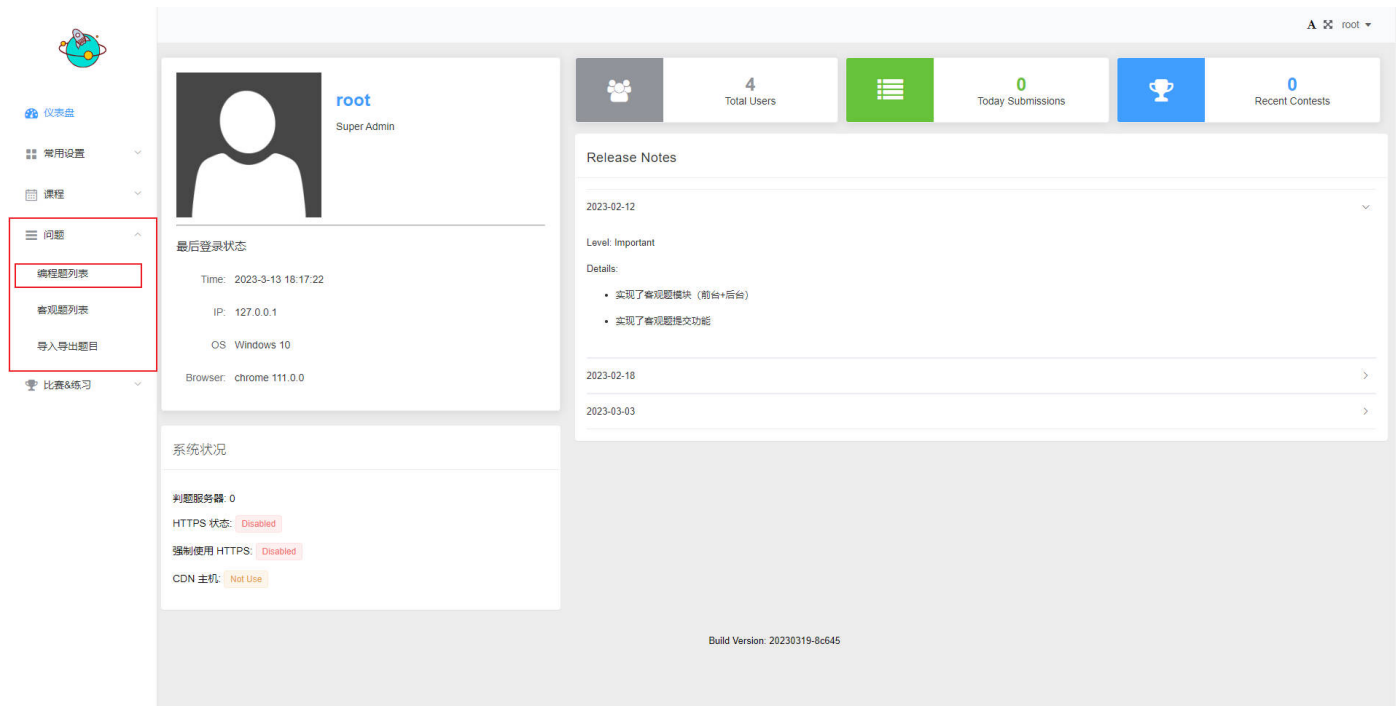 A root
仪表盘
常用设置
课程
问题
编程题列表
客观题列表
导入导出题目
比赛&练习
root
Super Admin
最后登录状态
Time: 2023-3-13 18:17:22
IP: 127.0.0.1
OS Windows 10
Browser: chrome 111.0.0
系统状况
判题服务器: 0
HTTPS 状态: Disabled
强制使用 HTTPS: Disabled
CDN 主机: Not Use
4
Total Users
0
Today Submissions
0
Recent Contests
Release Notes
2023-02-12
Level: Important
Details:
• 实现了客观题模块（前台+后台）
• 实现了客观题提交功能
2023-02-18
2023-03-03
Build Version: 20230319-8c645